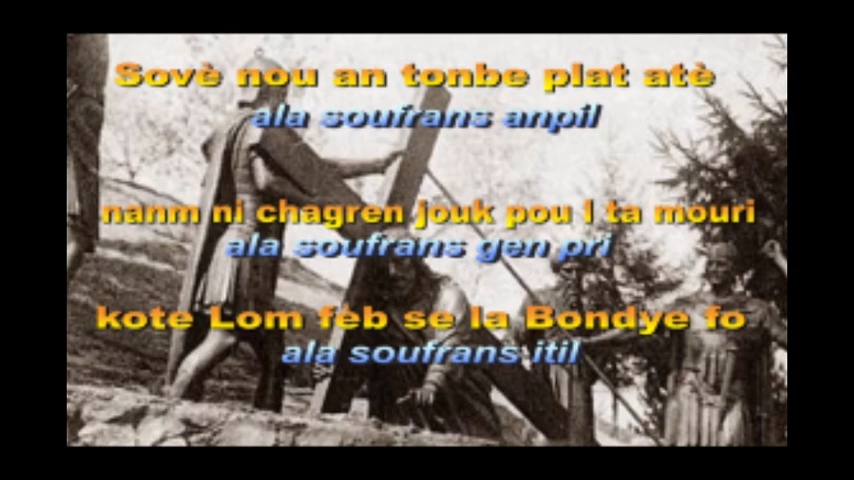 Sovè nou an tonbe plat atè
ala soufrans anpil
nanm ni chagren jouk pou l ta mouri
ala soufrans gen pri
kote Lom fèb se la Bondye fo
ala soufrans itil